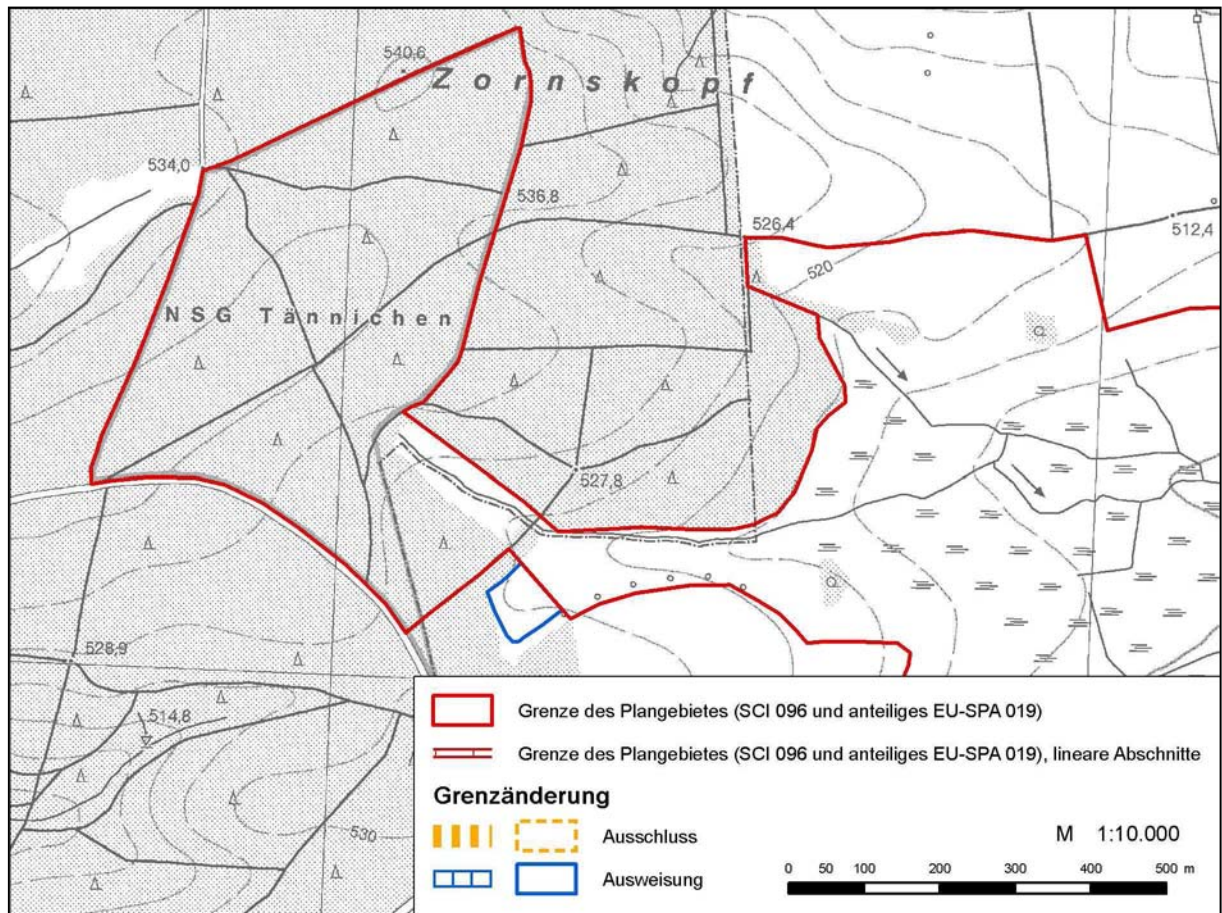 540,6
Zornskopf
534,0
536,8
526,4
512,4
520
NSG Tännichen
527,8
528,9
514,8
530
Grenze des Plangebietes (SCI 096 und anteiliges EU-SPA 019)
Grenze des Plangebietes (SCI 096 und anteiliges EU-SPA 019), lineare Abschnitte
Grenzänderung
Ausschluss
M 1:10.000
Ausweisung
0 50 100 200 300 400 500 m